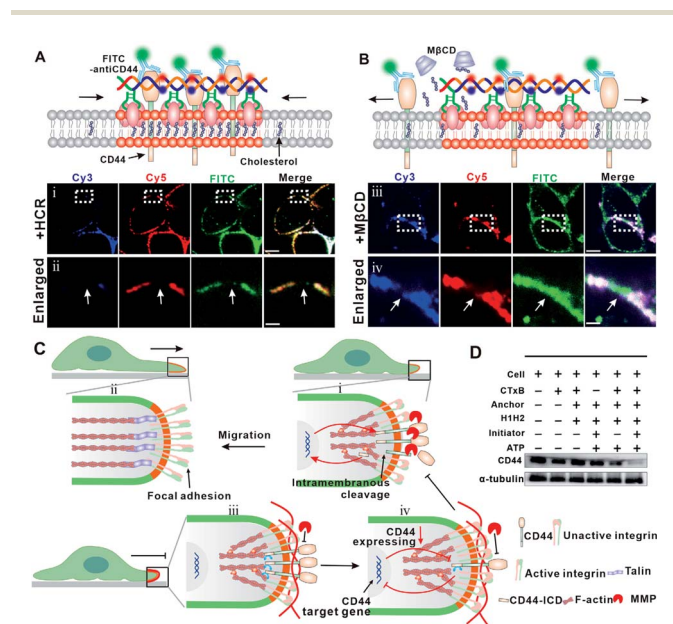 A
FITC
-antiCD44
CD44
Cholesterol
Cy3
Cy5
FITC
Merge
+HCR
i
Enlarged
ii
B
MβCD
Cy3
Cy5
FITC
Merge
+MβCD
iii
Enlarged
iv
C
ii
Focal adhesion
Migration
i
Intramembranous
cleavage
iii
CD44
target gene
iv
CD44
expressing
D
Cell + + + + + +
CTxB - + + - + +
Anchor - - + + + +
H1H2 - - + + + +
Initiator - - - + + +
ATP - - - + - +
CD44
α-tubulin
CD44
Unactive integrin
Active integrin
Talin
CD44-ICD
F-actin
MMP